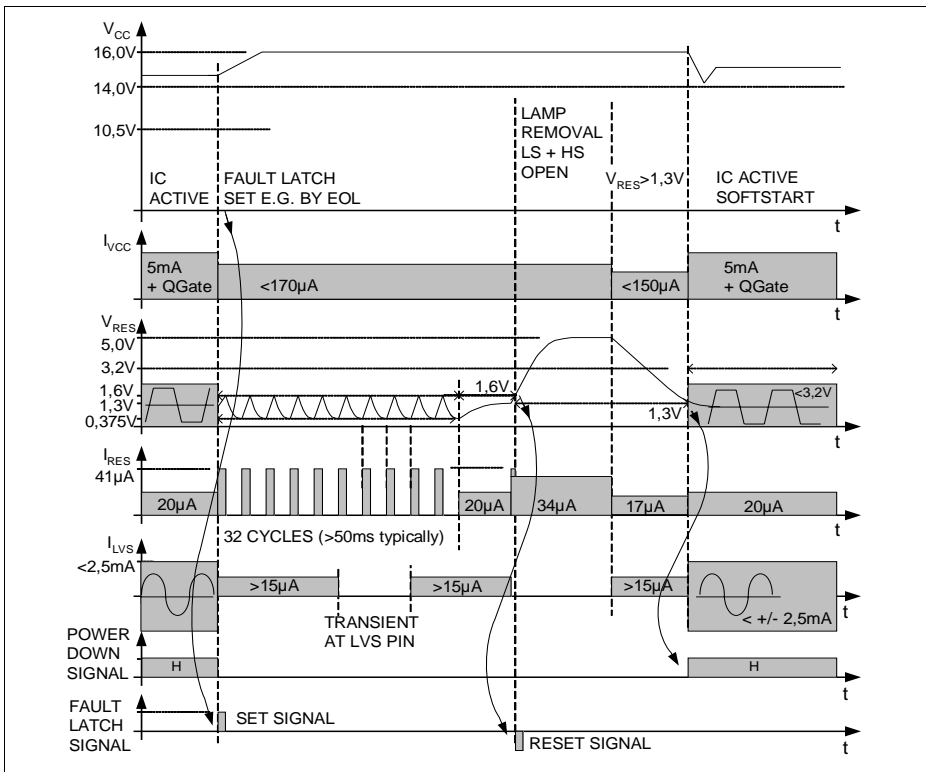 VCC
16,0V
14,0V
10,5V
LAMP
REMOVAL
LS + HS
OPEN
IC
ACTIVE
FAULT LATCH
SET E.G. BY EOL
VRES>1,3V
IC ACTIVE
SOFTSTART
t
IVCC
5mA
+ QGate
<170µA
<150µA
5mA
+ QGate
t
VRES
5,0V
3,2V
1,6V
1,3V
0,375V
1,6V
1,3V
<3,2V
t
IRES
41µA
20µA
20µA
34µA
17µA
20µA
t
32 CYCLES (>50ms typically)
ILVS
<2,5mA
>15µA
>15µA
>15µA
TRANSIENT
AT LVS PIN
< +/- 2,5mA
t
POWER
DOWN
SIGNAL
H
H
t
FAULT
LATCH
SIGNAL
SET SIGNAL
RESET SIGNAL
t